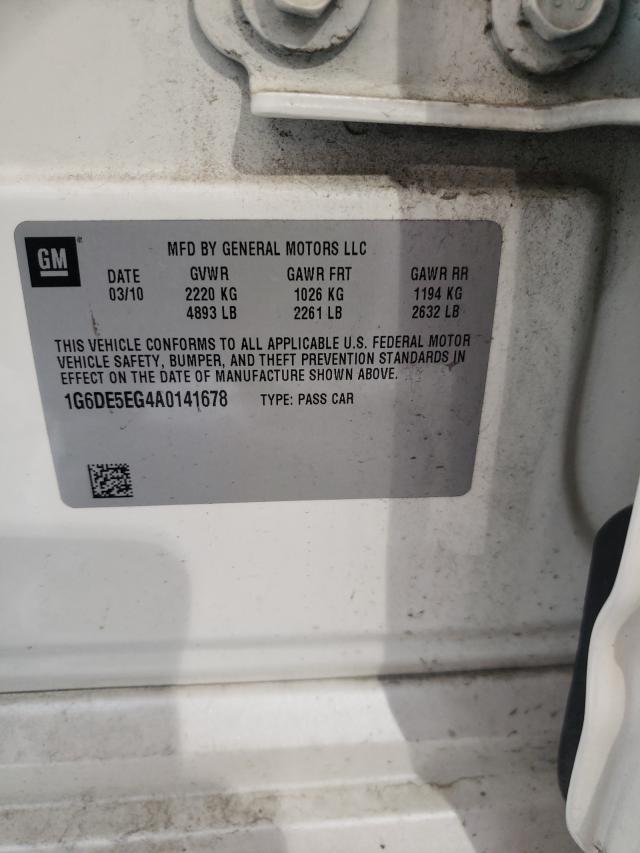 GM ®
MFD BY GENERAL MOTORS LLC
DATE GVWR GAWR FRT GAWR RR
03/10 2220 KG 1026 KG 1194 KG
4893 LB 2261 LB 2632 LB
THIS VEHICLE CONFORMS TO ALL APPLICABLE U.S. FEDERAL MOTOR
VEHICLE SAFETY, BUMPER, AND THEFT PREVENTION STANDARDS IN
EFFECT ON THE DATE OF MANUFACTURE SHOWN ABOVE.
1G6DE5EG4A0141678 TYPE: PASS CAR